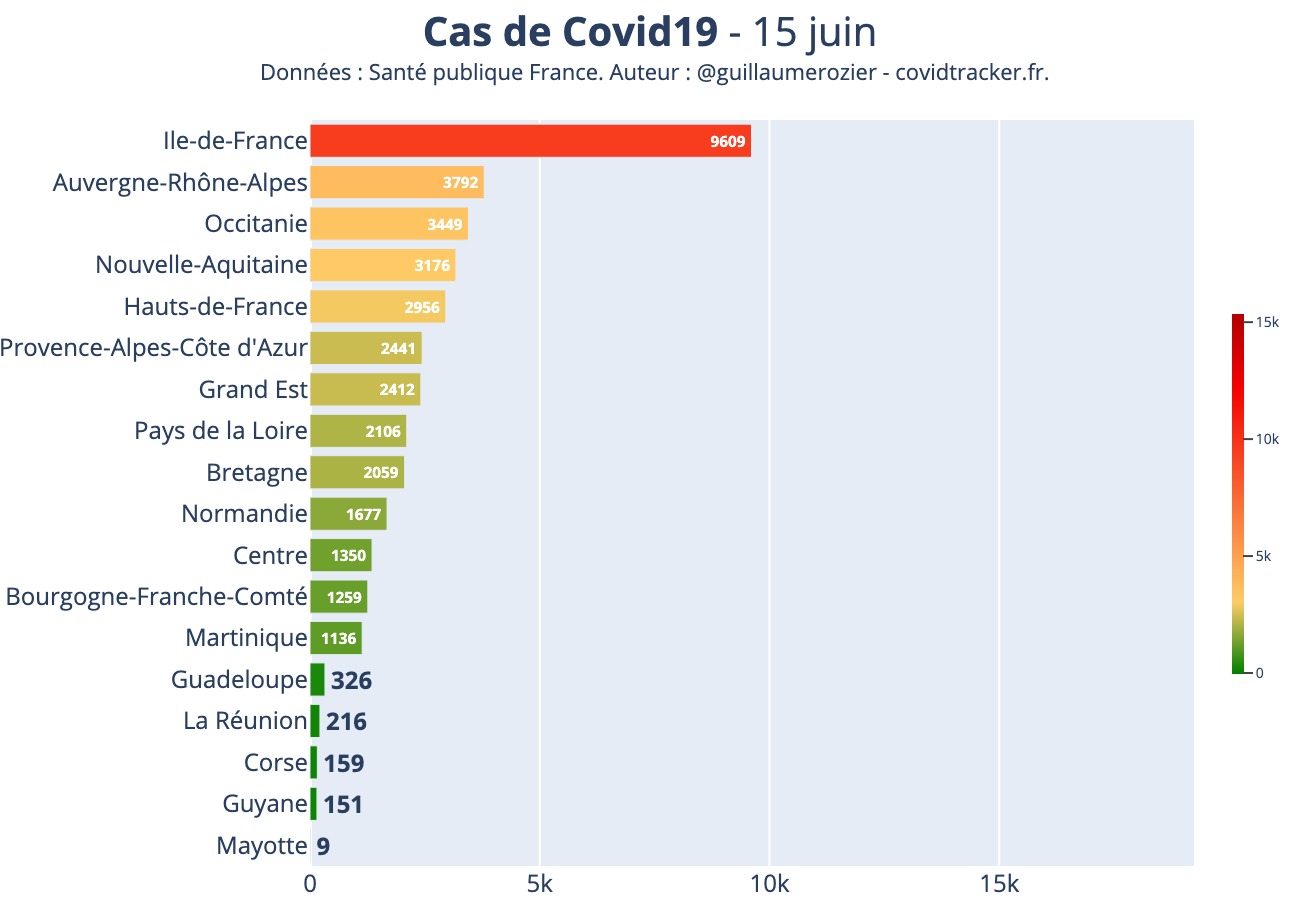 Cas de Covid19 - 15 juin
Données : Santé publique France. Auteur : @guillaumerozier - covidtracker.fr.
Ile-de-France 9609
Auvergne-Rhône-Alpes 3792
Occitanie 3449
Nouvelle-Aquitaine 3176
Hauts-de-France 2956
Provence-Alpes-Côte d'Azur 2441
Grand Est 2412
Pays de la Loire 2106
Bretagne 2059
Normandie 1677
Centre 1350
Bourgogne-Franche-Comté 1259
Martinique 1136
Guadeloupe 326
La Réunion 216
Corse 159
Guyane 151
Mayotte 9
0 5k 10k 15k
15k
10k
5k
0